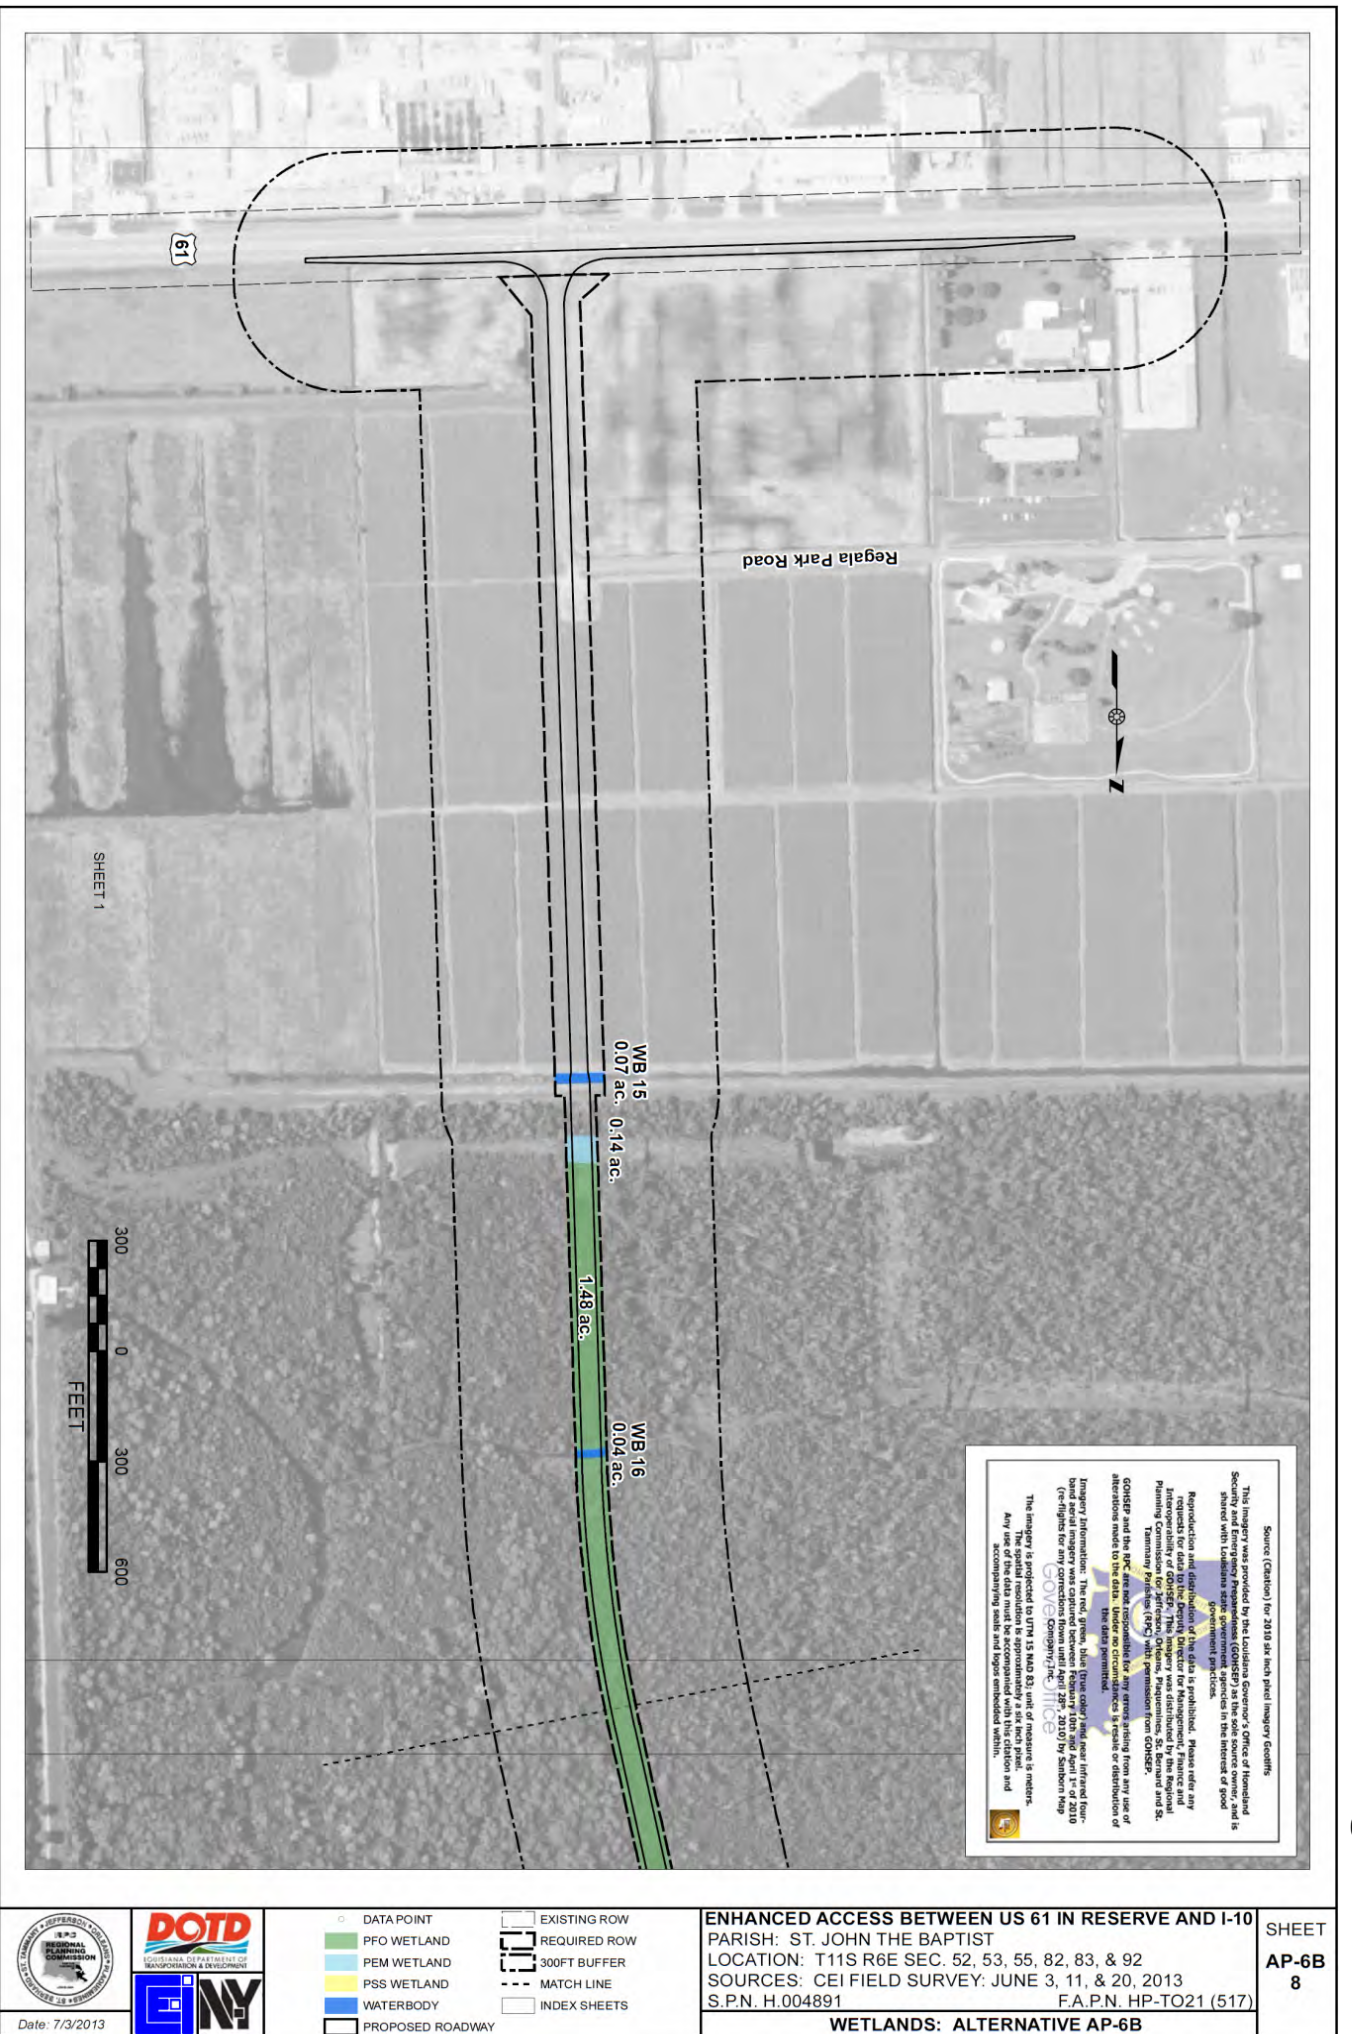 61
Regala Park Road
Z
SHEET 1
WB 15
0.07 ac.
0.14 ac.
1.48 ac.
WB 16
0.04 ac.
300 0 300 600
FEET
Source (Citation) for 2010 six inch pixel imagery Geotiffs
This imagery was provided by the Louisiana Governor's Office of Homeland
Security and Emergency Preparedness (GOHSEP) as the sole source owner, and is
shared with Louisiana state government agencies in the interest of good
government practices.
Reproduction and distribution of the data is prohibited. Please refer any
requests for data to the Deputy Director for Management, Finance and
Interoperability of GOHSEP. This imagery was distributed by the Regional
Planning Commission for Jefferson, Orleans, Plaquemines, St. Bernard and St.
Tammany Parishes (RPC) with permission from GOHSEP.
GOHSEP and the RPC are not responsible for any errors arising from any use of
alterations made to the data. Under no circumstances is resale or distribution of
the data permitted.
Imagery Information: The red, green, blue (true color) and near infrared four-
band aerial imagery was captured between February 10th and April 1st of 2010
(re-flights for any corrections flown until April 28th, 2010) by Sanborn Map
Company, Inc.
The imagery is projected to UTM 15 NAD 83; unit of measure is meters.
The spatial resolution is approximately a six inch pixel.
Any use of the data must be accompanied with this citation and
accompanying seals and logos embedded within.
REGIONAL
PLANNING
COMMISSION
Date: 7/3/2013
DOTD
LOUISIANA DEPARTMENT OF
TRANSPORTATION & DEVELOPMENT
NY
DATA POINT
PFO WETLAND
PEM WETLAND
PSS WETLAND
WATERBODY
PROPOSED ROADWAY
EXISTING ROW
REQUIRED ROW
300FT BUFFER
MATCH LINE
INDEX SHEETS
ENHANCED ACCESS BETWEEN US 61 IN RESERVE AND I-10
PARISH: ST. JOHN THE BAPTIST
LOCATION: T11S R6E SEC. 52, 53, 55, 82, 83, & 92
SOURCES: CEI FIELD SURVEY: JUNE 3, 11, & 20, 2013
S.P.N. H.004891 F.A.P.N. HP-TO21 (517)
WETLANDS: ALTERNATIVE AP-6B
SHEET
AP-6B
8